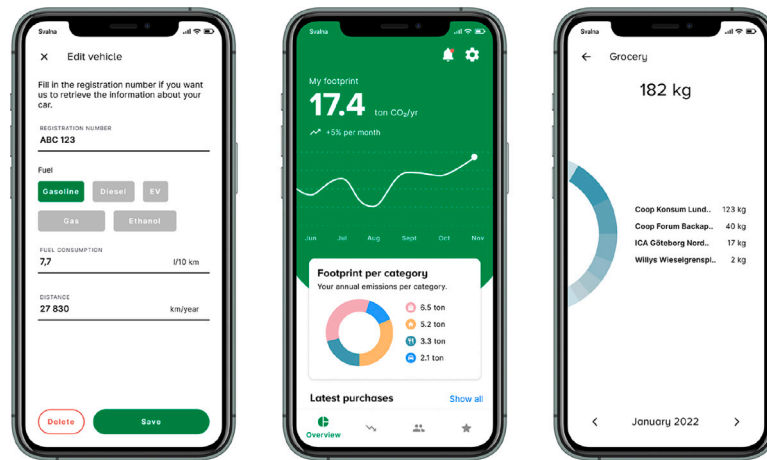 Svalna
Edit vehicle
Fill in the registration number if you want
us to retrieve the information about your
car.
REGISTRATION NUMBER
ABC 123
Fuel
Gasoline Diesel EV
Gas Ethanol
FUEL CONSUMPTION
7,7 l/10 km
DISTANCE
27 830 km/year
Delete Save
Svalna
My footprint
17.4 ton CO₂/yr
+5% per month
Jun Jul Aug Sept Oct Nov
Footprint per category
Your annual emissions per category.
6.5 ton
5.2 ton
3.3 ton
2.1 ton
Latest purchases Show all
Overview
Svalna
Grocery
182 kg
Coop Konsum Lund.. 123 kg
Coop Forum Backap.. 40 kg
ICA Göteborg Nord.. 17 kg
Willys Wieselgrenspl.. 2 kg
January 2022